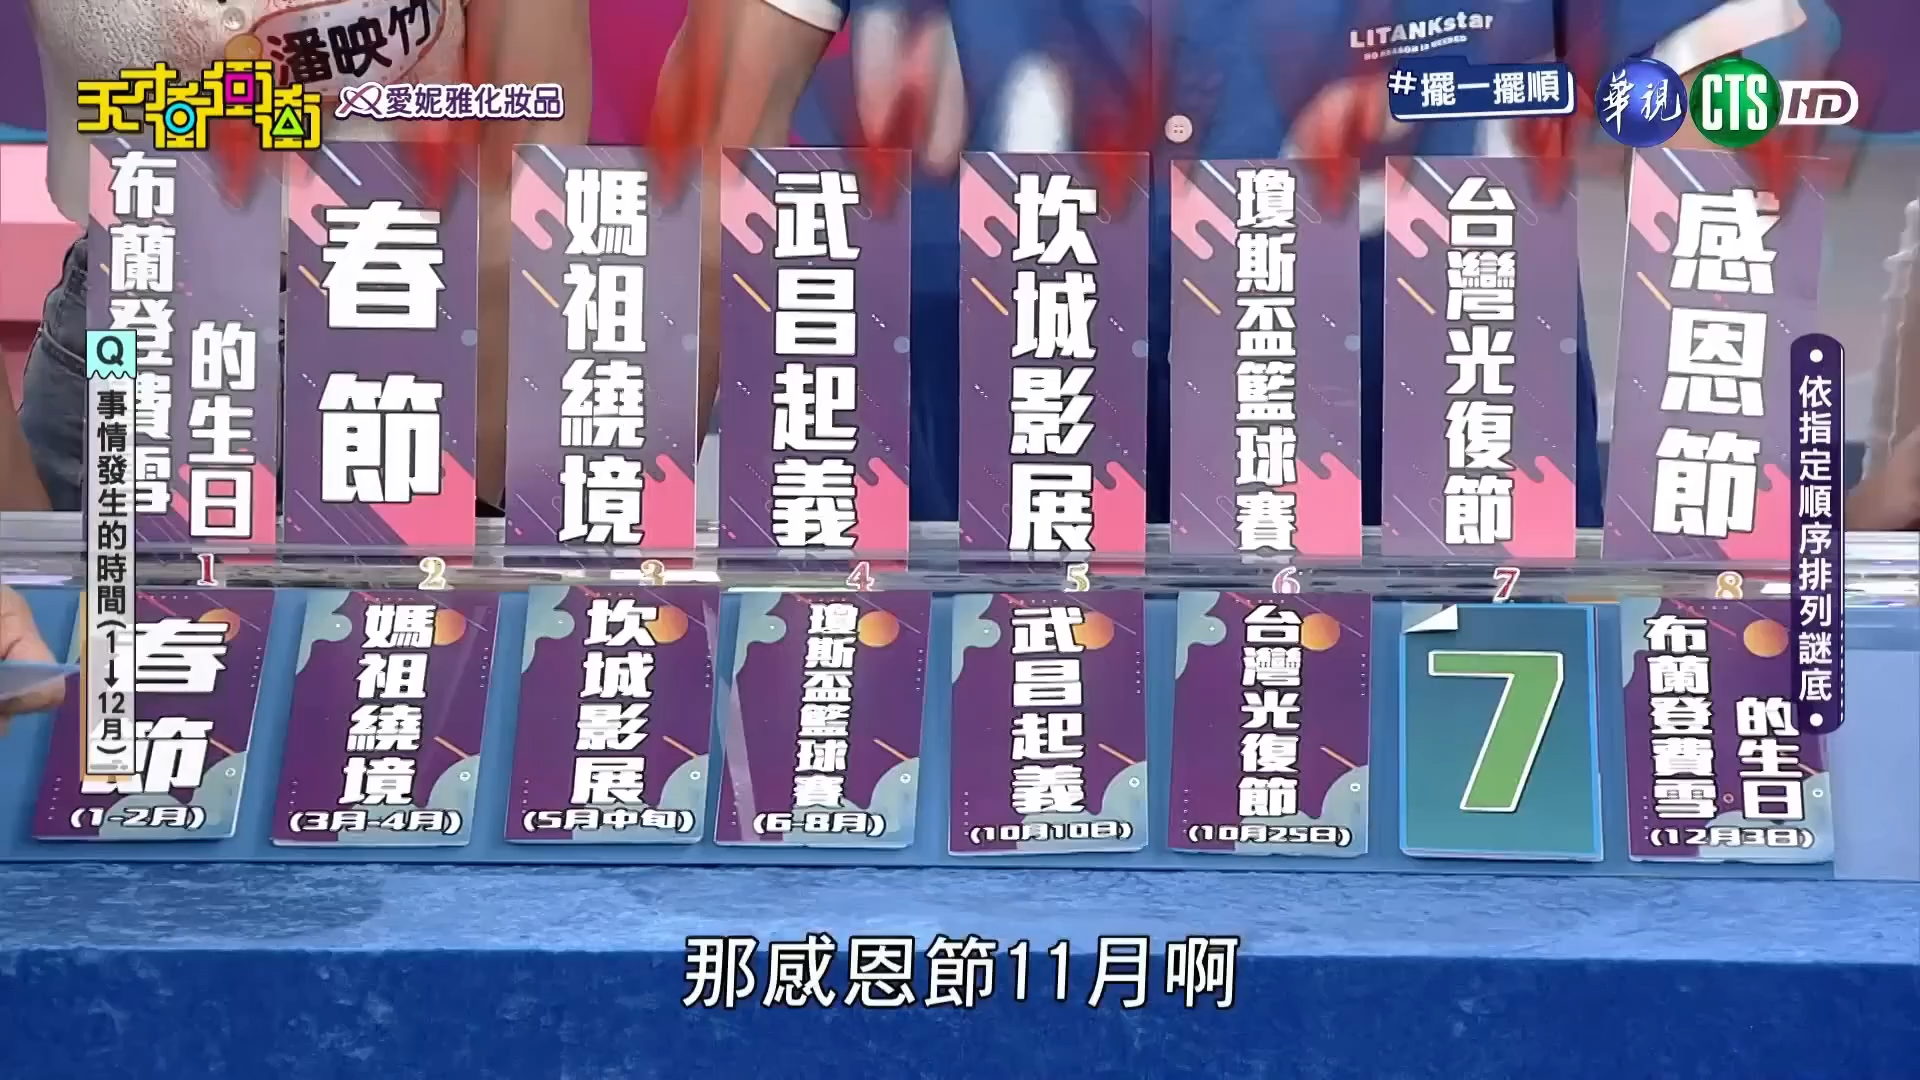 潘映竹
天才衝衝衝
愛妮雅化妝品
LITANKstar
#擺一擺順
華視
CTS
HD
布蘭登費雪的生日
春節
媽祖繞境
武昌起義
坎城影展
瓊斯盃籃球賽
台灣光復節
感恩節
Q
事情發生的時間(1→12月)
依指定順序排列謎底
1
2
3
4
5
6
7
8
春節
(1-2月)
媽祖繞境
(3月-4月)
坎城影展
(5月中旬)
瓊斯盃籃球賽
(6-8月)
武昌起義
(10月10日)
台灣光復節
(10月25日)
7
布蘭登費雪的生日
(12月3日)
那感恩節11月啊